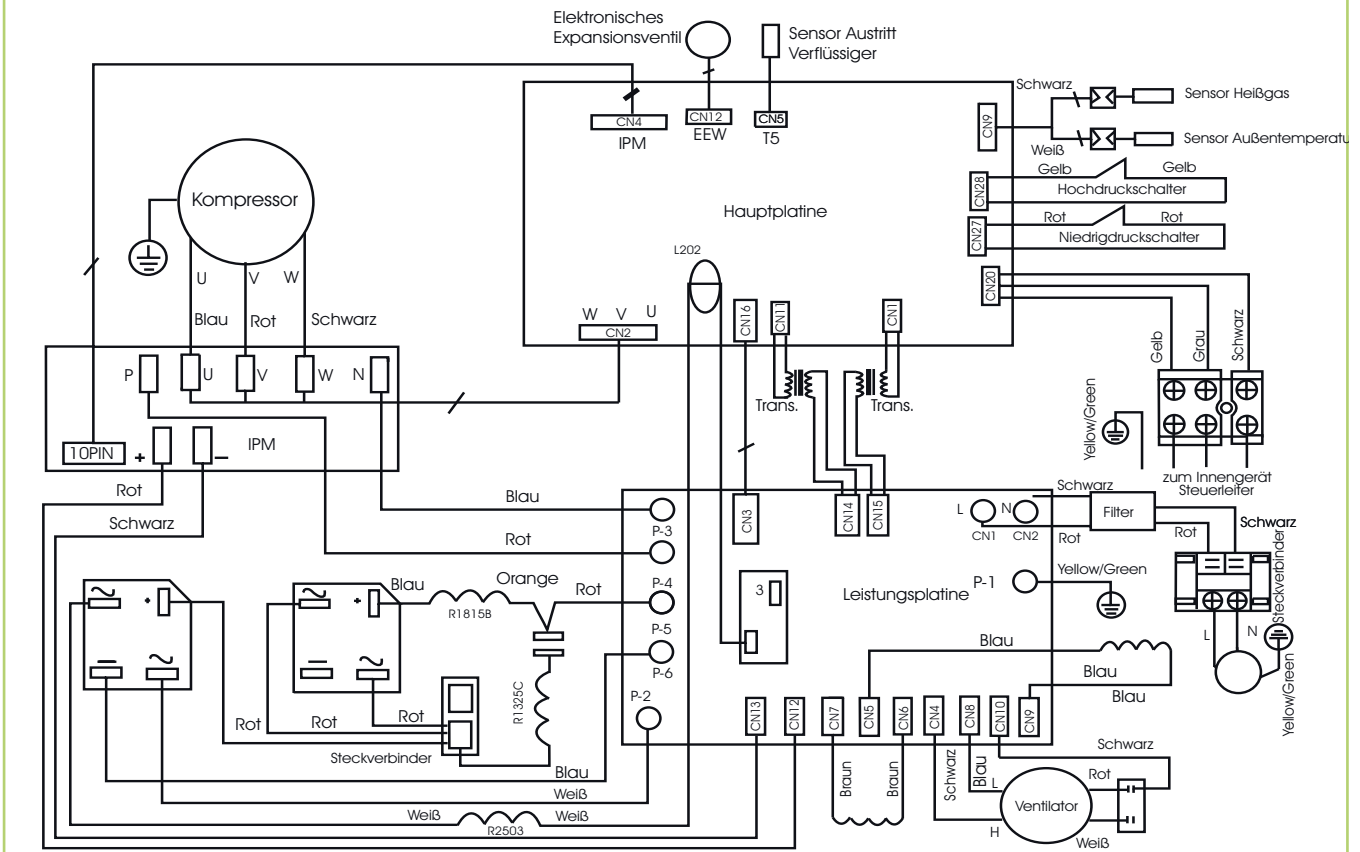 Elektronisches
Expansionsventil
Sensor Austritt
Verflüssiger
Schwarz
Sensor Heißgas
CN4
IPM
CN12
EEW
CN5
T5
CN9
Sensor Außentemperatu
Weiß
Gelb
Gelb
CN28
Hochdruckschalter
Kompressor
Hauptplatine
Rot
Rot
CN27
Niedrigdruckschalter
L202
CN20
U
V
W
Blau
Rot
Schwarz
W
V
U
CN2
CN16
CN11
CN1
Gelb
Grau
Schwarz
P
U
V
W
N
Trans.
Trans.
Yellow/Green
10PIN
+
–
IPM
zum Innengerät
Steuerleiter
Rot
Schwarz
Blau
Rot
P-3
CN3
CN14
CN15
L
N
CN1
CN2
Schwarz
Rot
Filter
Rot
Schwarz
Steckverbinder
~
+
–
~
~
+
–
~
Blau
R1815B
Orange
Rot
P-4
P-5
P-6
P-2
3
Leistungsplatine
P-1
Yellow/Green
L
N
Yellow/Green
Blau
Blau
Blau
R1325C
Rot
Rot
Rot
Steckverbinder
CN13
CN12
CN7
CN5
CN6
CN4
CN8
CN10
CN9
Blau
Weiß
Weiß
R2503
Weiß
Braun
Braun
Schwarz
Blau
L
H
Ventilator
Schwarz
Rot
Weiß